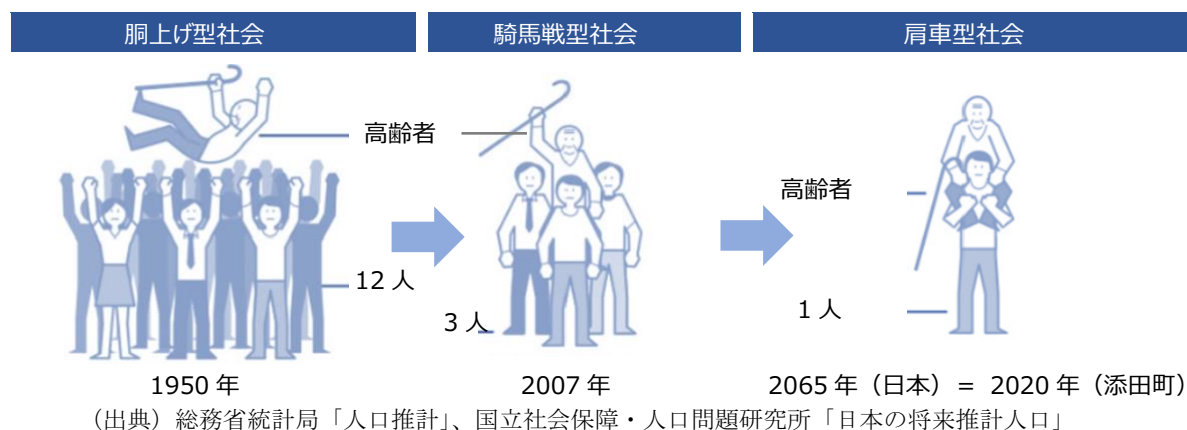 胴上げ型社会
騎馬戦型社会
肩車型社会
高齢者
高齢者
12 人
3 人
1 人
1950 年
2007 年
2065 年（日本）＝ 2020 年（添田町）
（出典）総務省統計局「人口推計」、国立社会保障・人口問題研究所「日本の将来推計人口」